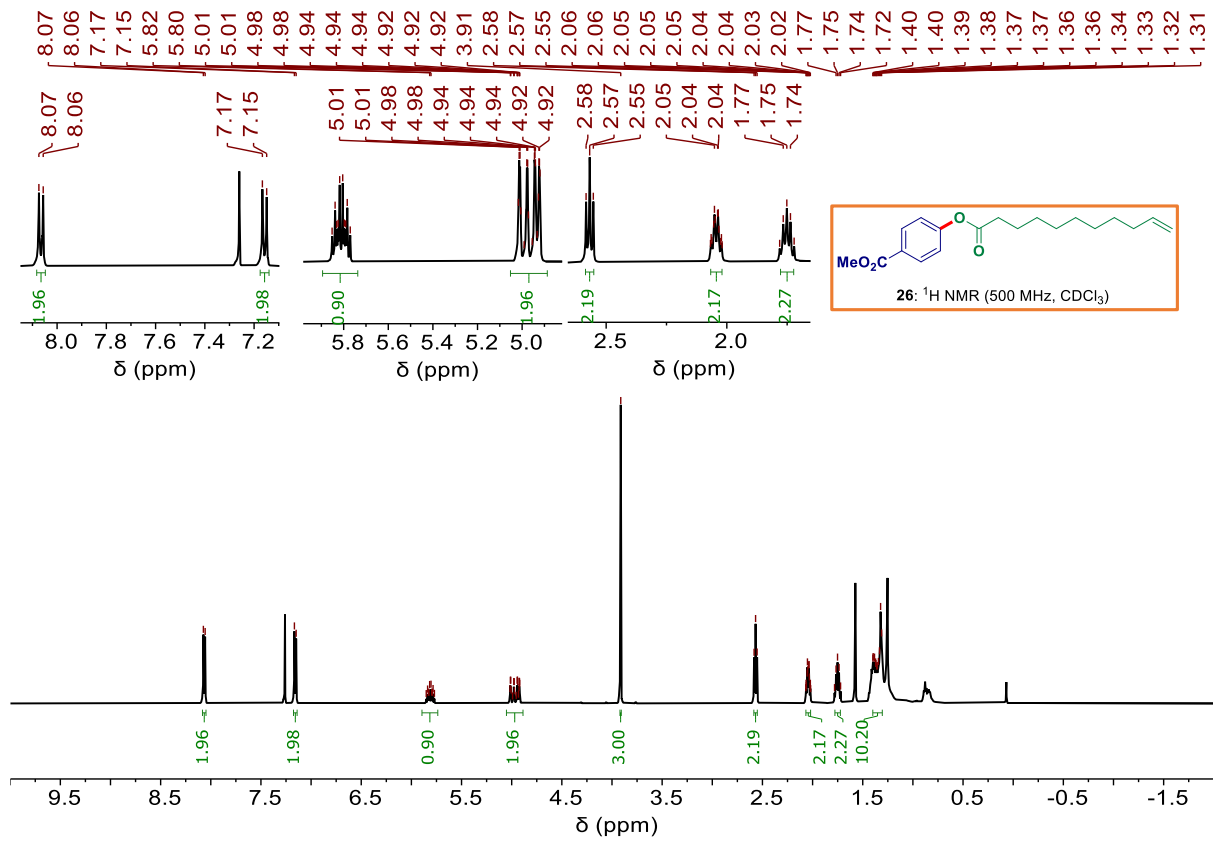 8.07 8.06 7.17 7.15 5.82 5.80 5.01 5.01 4.98 4.98 4.94 4.94 4.94 4.92 4.92 4.92 3.91 2.58 2.57 2.55 2.06 2.06 2.05 2.05 2.05 2.04 2.04 2.03 2.02 1.77 1.75 1.74 1.72 1.40 1.40 1.39 1.38 1.37 1.37 1.36 1.36 1.34 1.33 1.32 1.31
8.07 8.06 7.17 7.15
1.96 1.98
8.0 7.8 7.6 7.4 7.2
δ (ppm)
5.01 5.01 4.98 4.98 4.94 4.94 4.94 4.92 4.92
0.90 1.96
5.8 5.6 5.4 5.2 5.0
δ (ppm)
2.58 2.57 2.55 2.05 2.04 2.04 1.77 1.75 1.74
2.19 2.17 2.27
2.5 2.0
δ (ppm)
O
O
MeO₂C
26: ¹H NMR (500 MHz, CDCl₃)
1.96 1.98 0.90 1.96 3.00 2.19 2.17 2.27 10.20
9.5 8.5 7.5 6.5 5.5 4.5 3.5 2.5 1.5 0.5 -0.5 -1.5
δ (ppm)